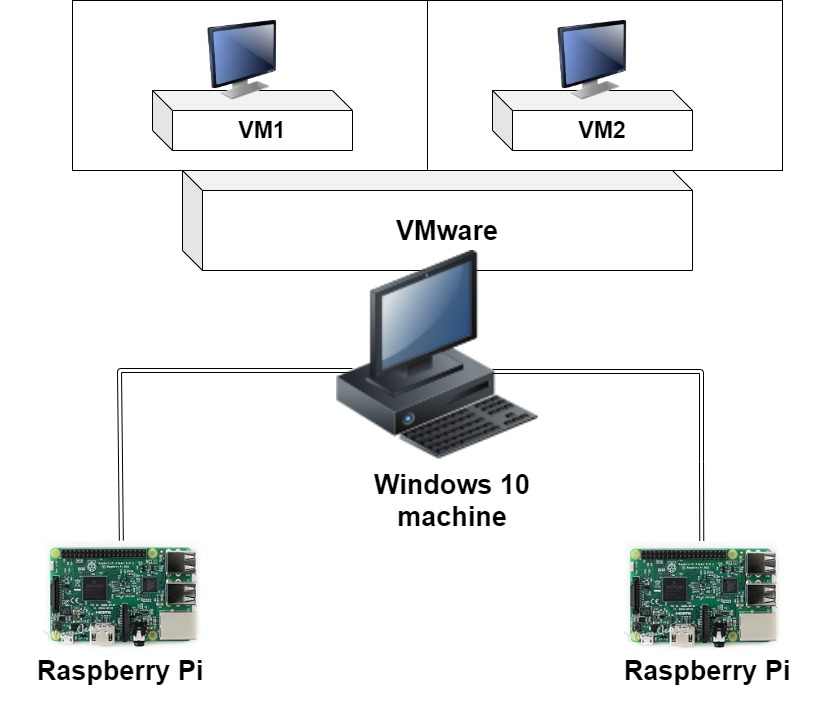 VM1
VM2
VMware
Windows 10
machine
Raspberry Pi
Raspberry Pi